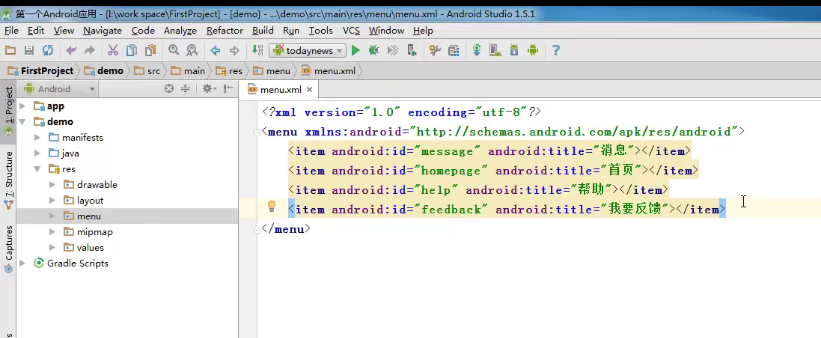 第一个Android应用 - [E:\work space\FirstProject] - [demo] - ...\demo\src\main\res\menu\menu.xml - Android Studio 1.5.1
File Edit View Navigate Code Analyze Refactor Build Run Tools VCS Window Help
todaynews
FirstProject demo src main res menu menu.xml
Android
menu.xml
1: Project
7: Structure
Captures
app
demo
manifests
java
res
drawable
layout
menu
mipmap
values
Gradle Scripts
<?xml version="1.0" encoding="utf-8"?>
<menu xmlns:android="http://schemas.android.com/apk/res/android">
<item android:id="message" android:title="消息"></item>
<item android:id="homepage" android:title="首页"></item>
<item android:id="help" android:title="帮助"></item>
<item android:id="feedback" android:title="我要反馈"></item>
</menu>